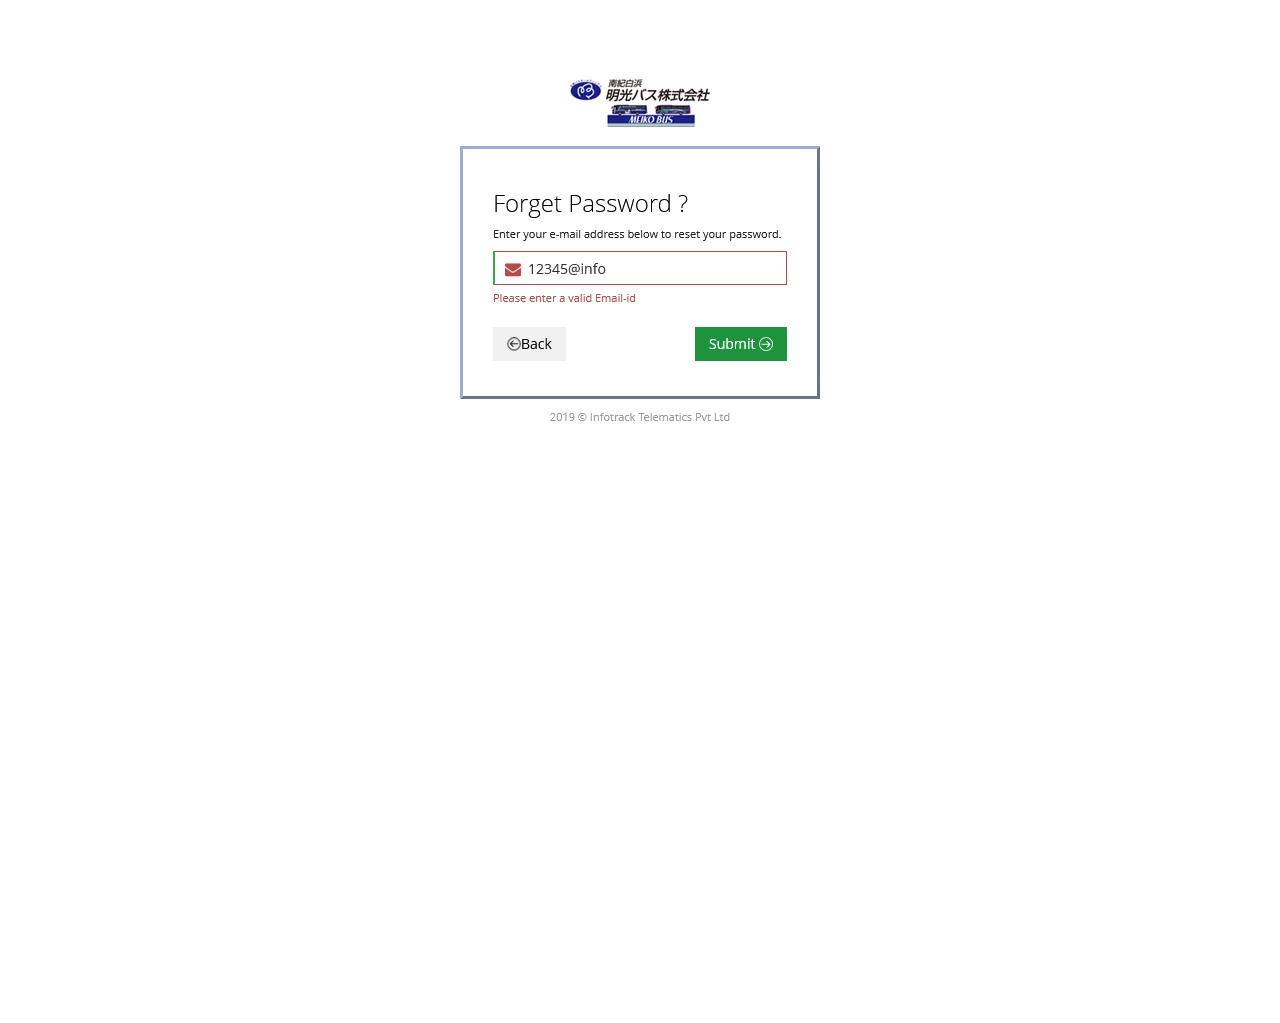 南紀白浜
明光バス株式会社
MEIKO BUS
Forget Password ?
Enter your e-mail address below to reset your password.
12345@info
Please enter a valid Email-id
Back
Submit
2019 © Infotrack Telematics Pvt Ltd